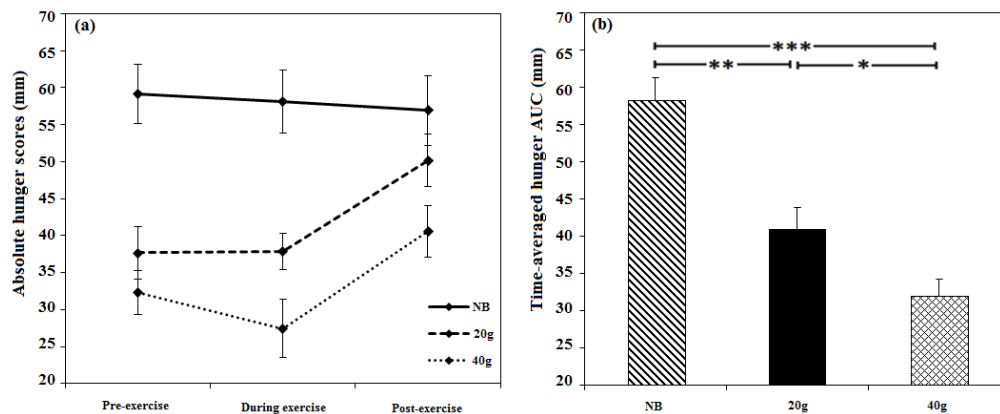 (a)
Absolute hunger scores (mm)
70
65
60
55
50
45
40
35
30
25
20
NB
20g
40g
Pre-exercise
During exercise
Post-exercise
(b)
Time-averaged hunger AUC (mm)
70
65
60
55
50
45
40
35
30
25
20
***
**
*
NB
20g
40g